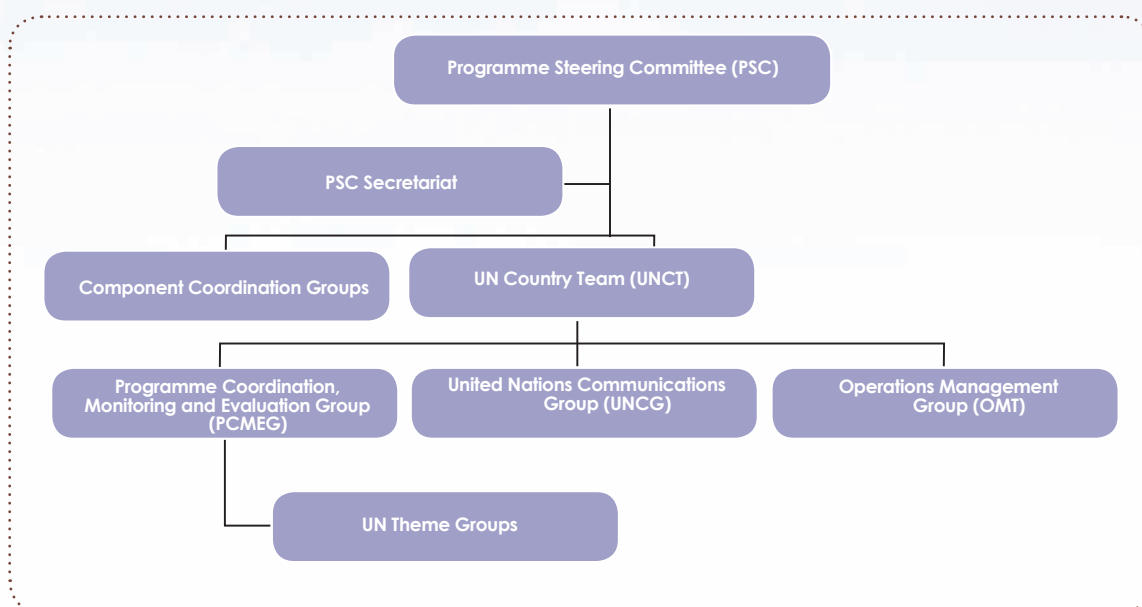 Programme Steering Committee (PSC)
PSC Secretariat
Component Coordination Groups
UN Country Team (UNCT)
Programme Coordination,
Monitoring and Evaluation Group
(PCMEG)
United Nations Communications
Group (UNCG)
Operations Management
Group (OMT)
UN Theme Groups